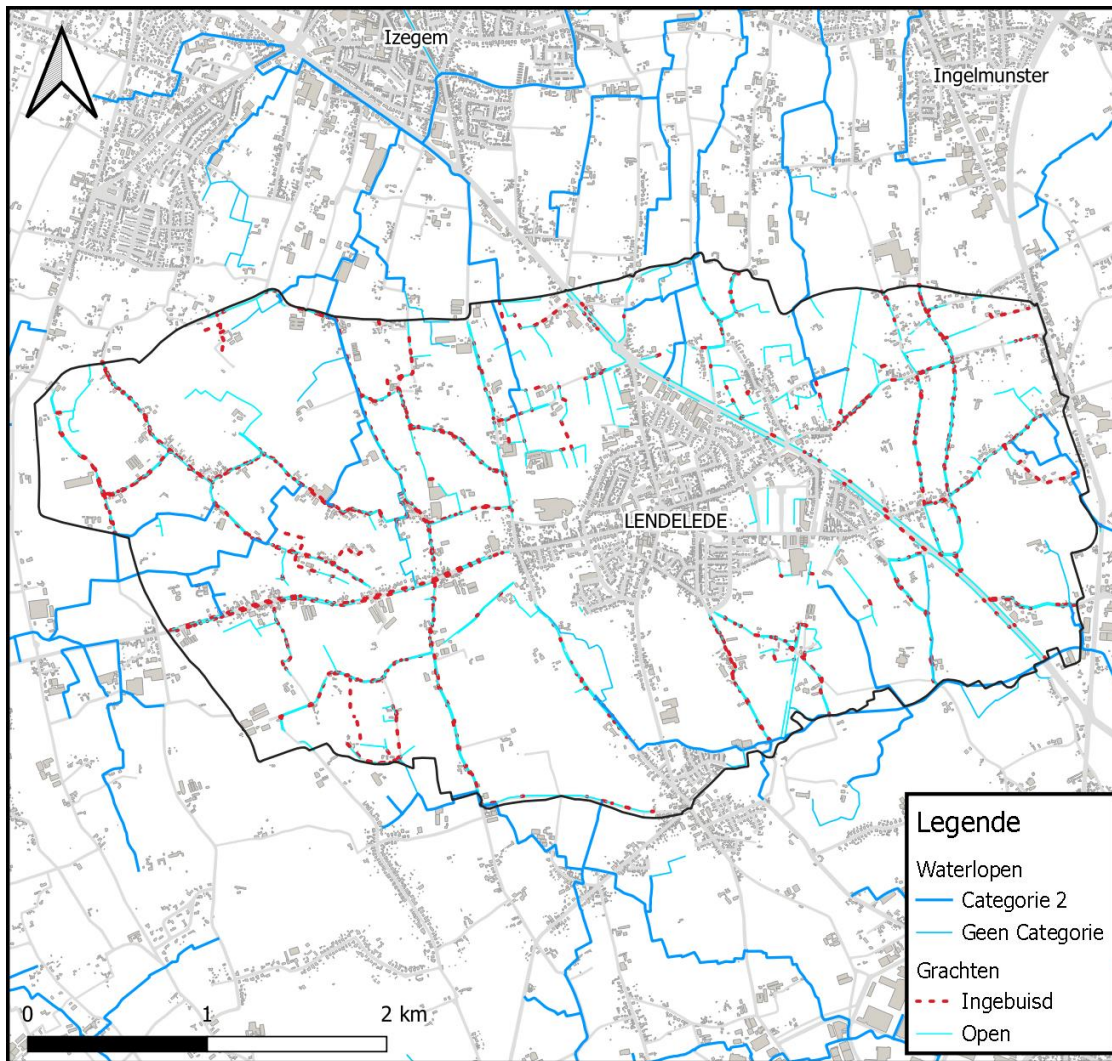 Izegem
Ingelmunster
LENDELEDE
Legende
Waterlopen
Categorie 2
Geen Categorie
Grachten
Ingebuisd
Open
0 1 2 km